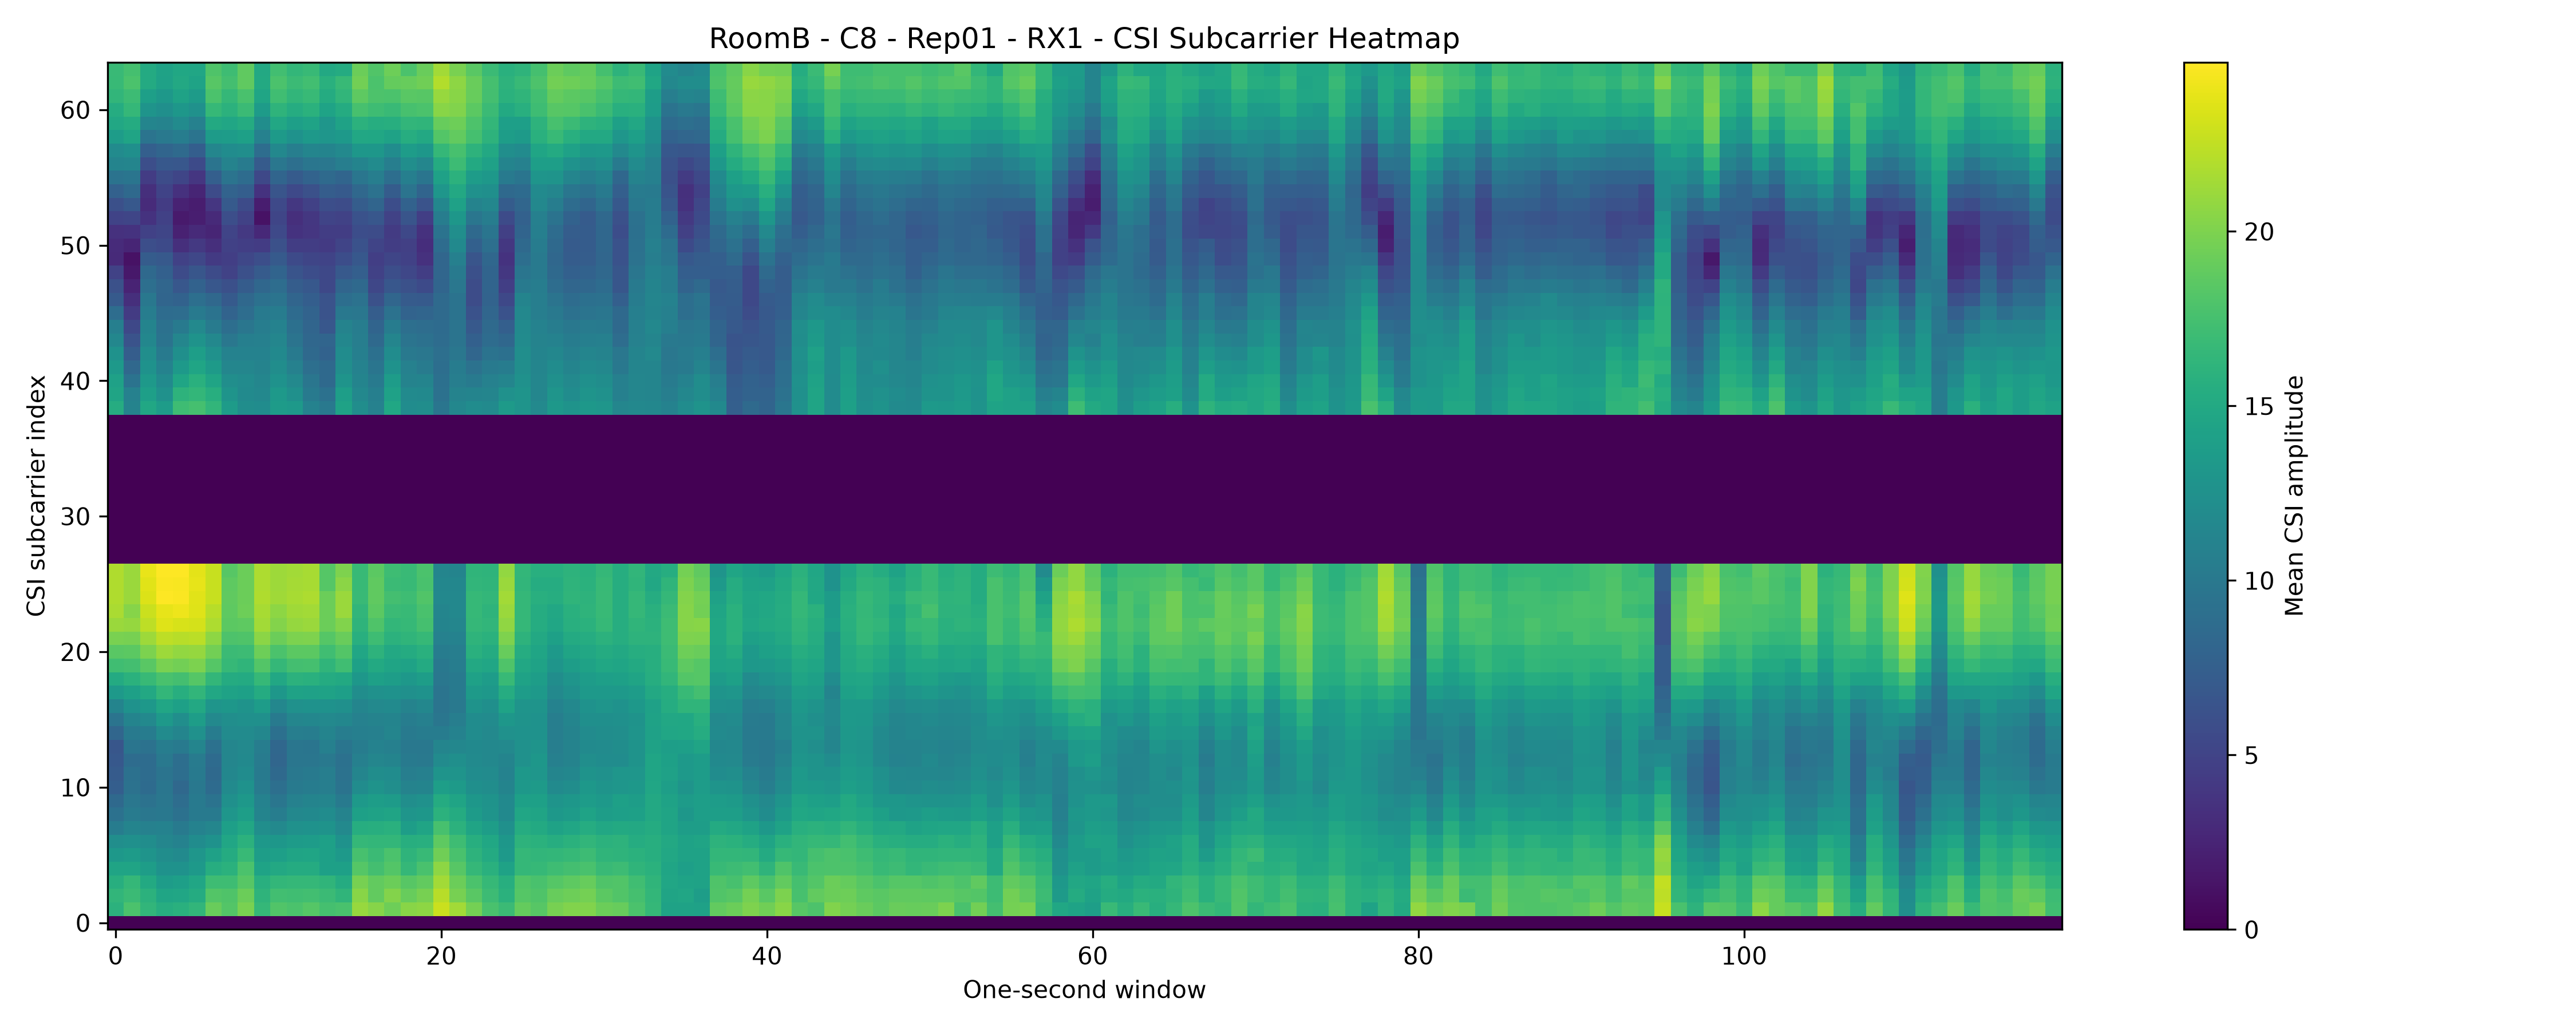 RoomB - C8 - Rep01 - RX1 - CSI Subcarrier Heatmap
CSI subcarrier index
60
50
40
30
20
10
0
0 20 40 60 80 100
One-second window
20
15
10
5
0
Mean CSI amplitude